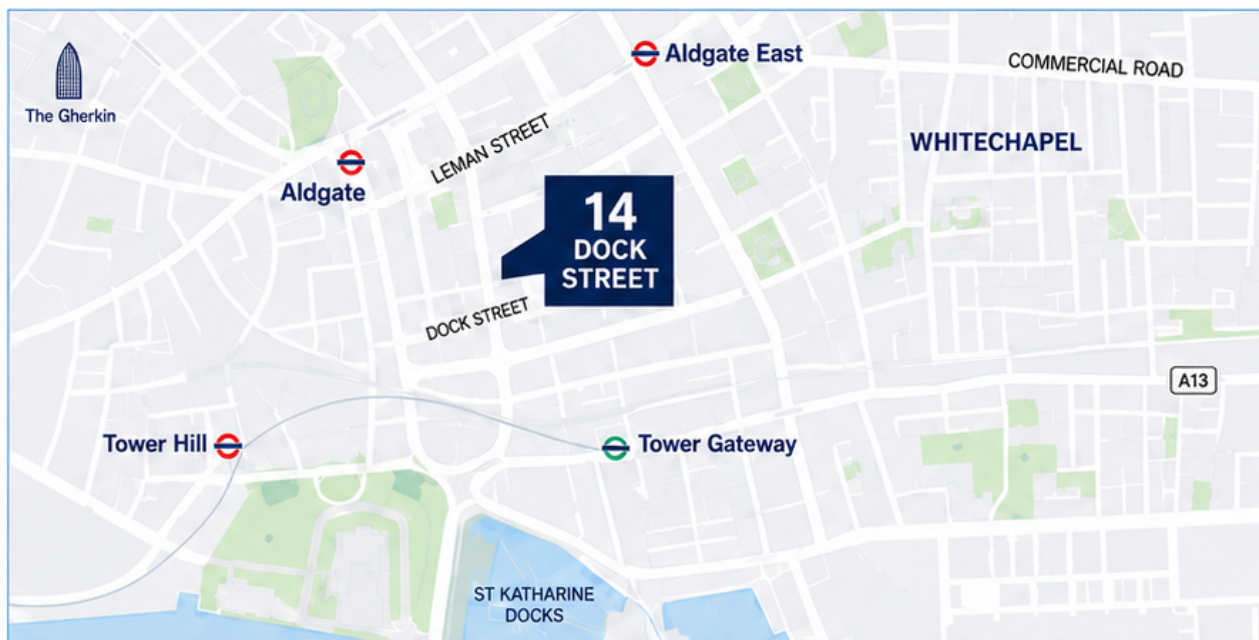 Aldgate East
COMMERCIAL ROAD
The Gherkin
LEMAN STREET
WHITECHAPEL
Aldgate
14
DOCK
STREET
DOCK STREET
A13
Tower Hill
Tower Gateway
ST KATHARINE
DOCKS